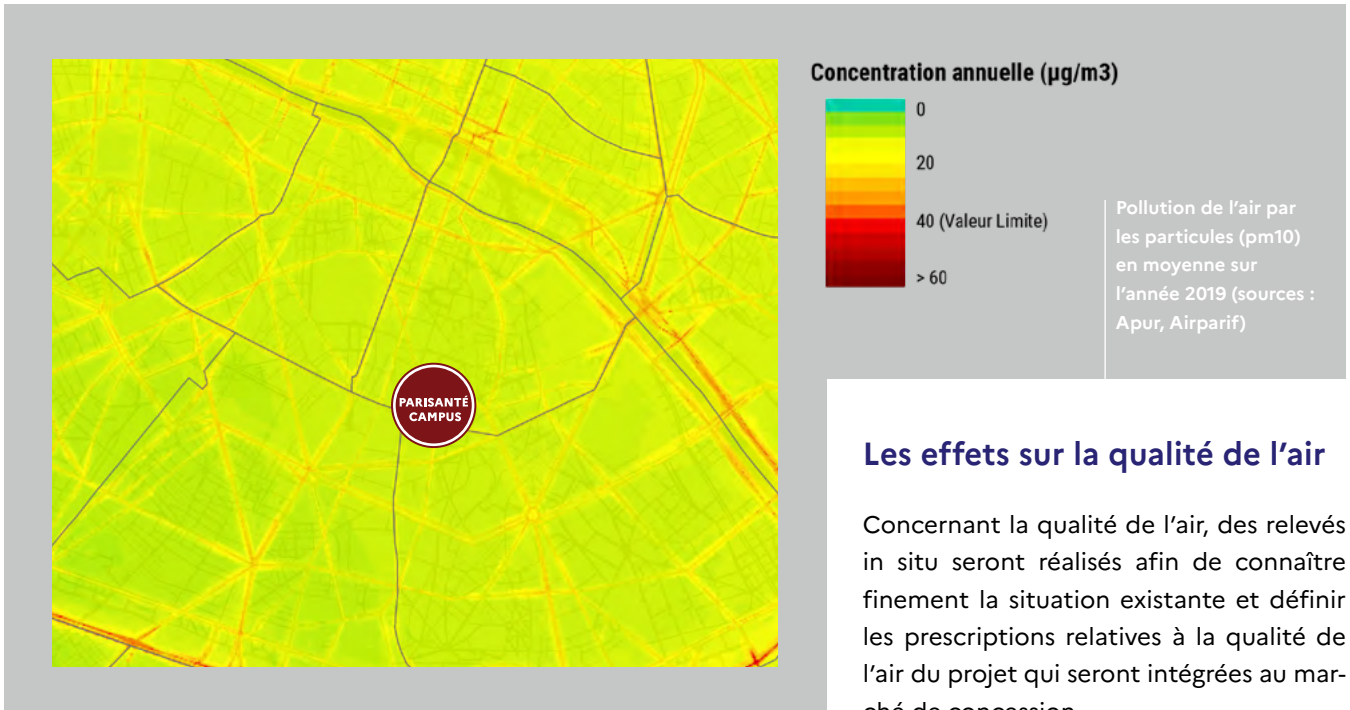 Concentration annuelle (µg/m3)
0
20
40 (Valeur Limite)
> 60
Pollution de l'air par
les particules (pm10)
en moyenne sur
l'année 2019 (sources :
Apur, Airparif)
PARISANTÉ
CAMPUS
Les effets sur la qualité de l'air
Concernant la qualité de l'air, des relevés
in situ seront réalisés afin de connaître
finement la situation existante et définir
les prescriptions relatives à la qualité de
l'air du projet qui seront intégrées au mar-
ché de concession